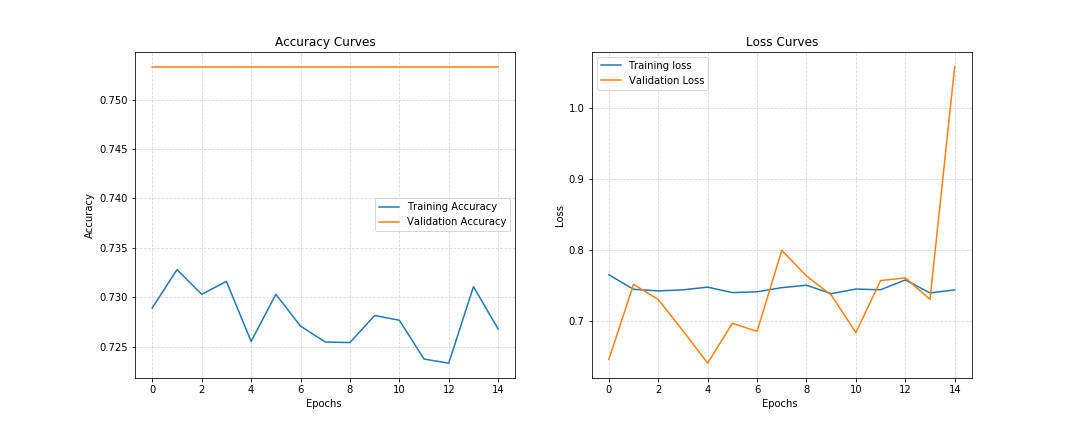 Accuracy Curves
Accuracy
0.750
0.745
0.740
0.735
0.730
0.725
Training Accuracy
Validation Accuracy
0 2 4 6 8 10 12 14
Epochs
Loss Curves
Loss
1.0
0.9
0.8
0.7
Training loss
Validation Loss
0 2 4 6 8 10 12 14
Epochs